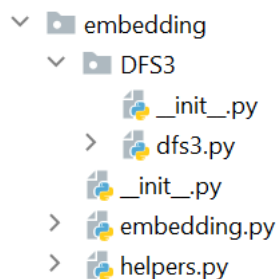 embedding
DFS3
__init__.py
dfs3.py
__init__.py
embedding.py
helpers.py